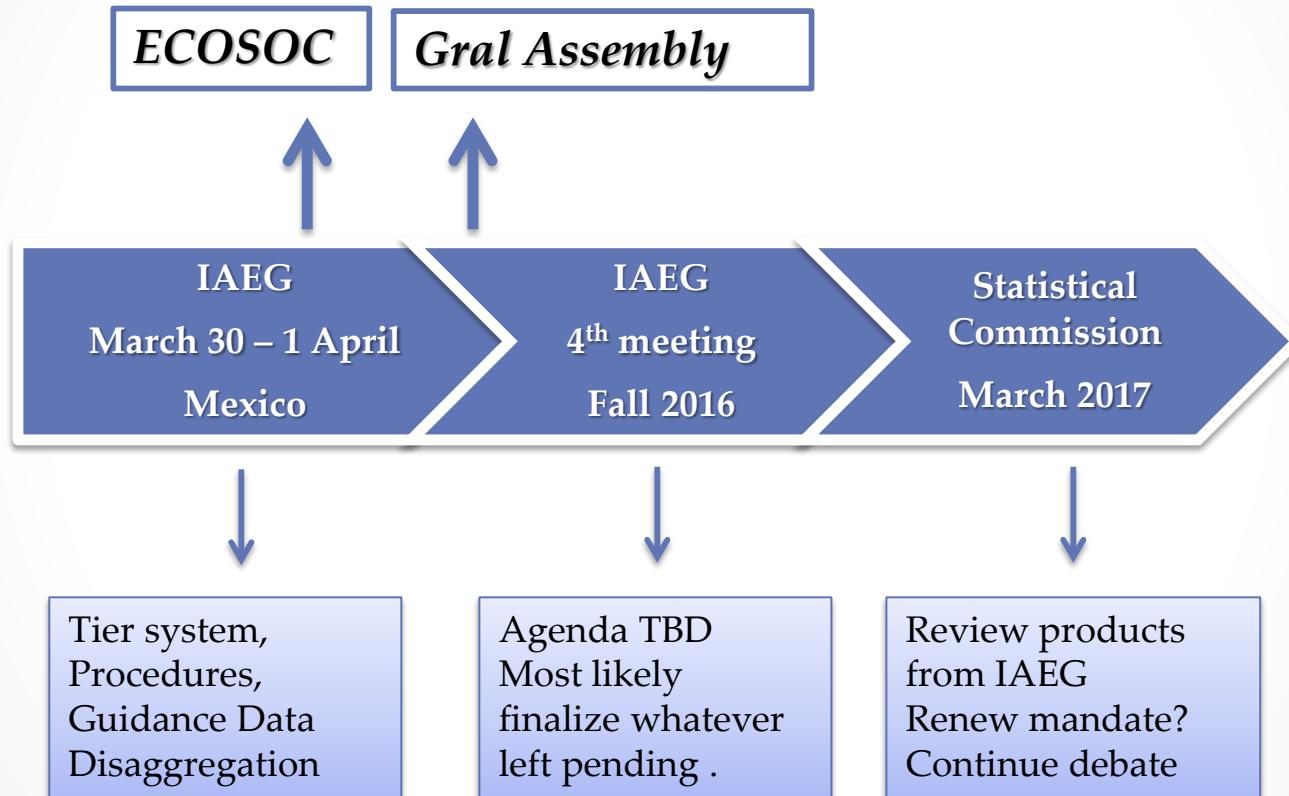 ECOSOC
Gral Assembly
IAEG
March 30 – 1 April
Mexico
IAEG
4th meeting
Fall 2016
Statistical
Commission
March 2017
Tier system,
Procedures,
Guidance Data
Disaggregation
Agenda TBD
Most likely
finalize whatever
left pending .
Review products
from IAEG
Renew mandate?
Continue debate